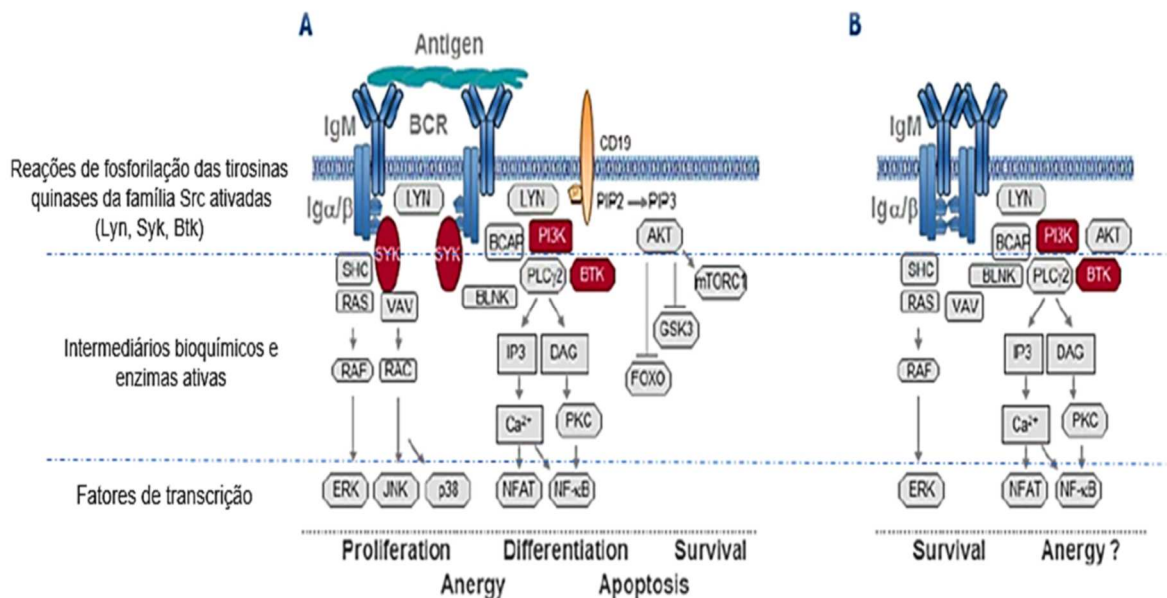 A
B
Antigen
IgM
BCR
CD19
IgM
Reações de fosforilação das tirosinas
quinases da família Src ativadas
(Lyn, Syk, Btk)
Igα/β
LYN
LYN
PIP2
PIP3
Igα/β
LYN
SYK
SYK
BCAP
PI3K
AKT
BCAP
PI3K
AKT
SHC
PLCγ2
BTK
mTORC1
SHC
BLNK
PLCγ2
BTK
RAS
VAV
BLNK
RAS
VAV
GSK3
Intermediários bioquímicos e
enzimas ativas
RAF
RAC
IP3
DAG
FOXO
RAF
IP3
DAG
Ca²⁺
PKC
Ca²⁺
PKC
Fatores de transcrição
ERK
JNK
p38
NFAT
NF-κB
ERK
NFAT
NF-κB
Proliferation
Differentiation
Survival
Survival
Anergy ?
Anergy
Apoptosis